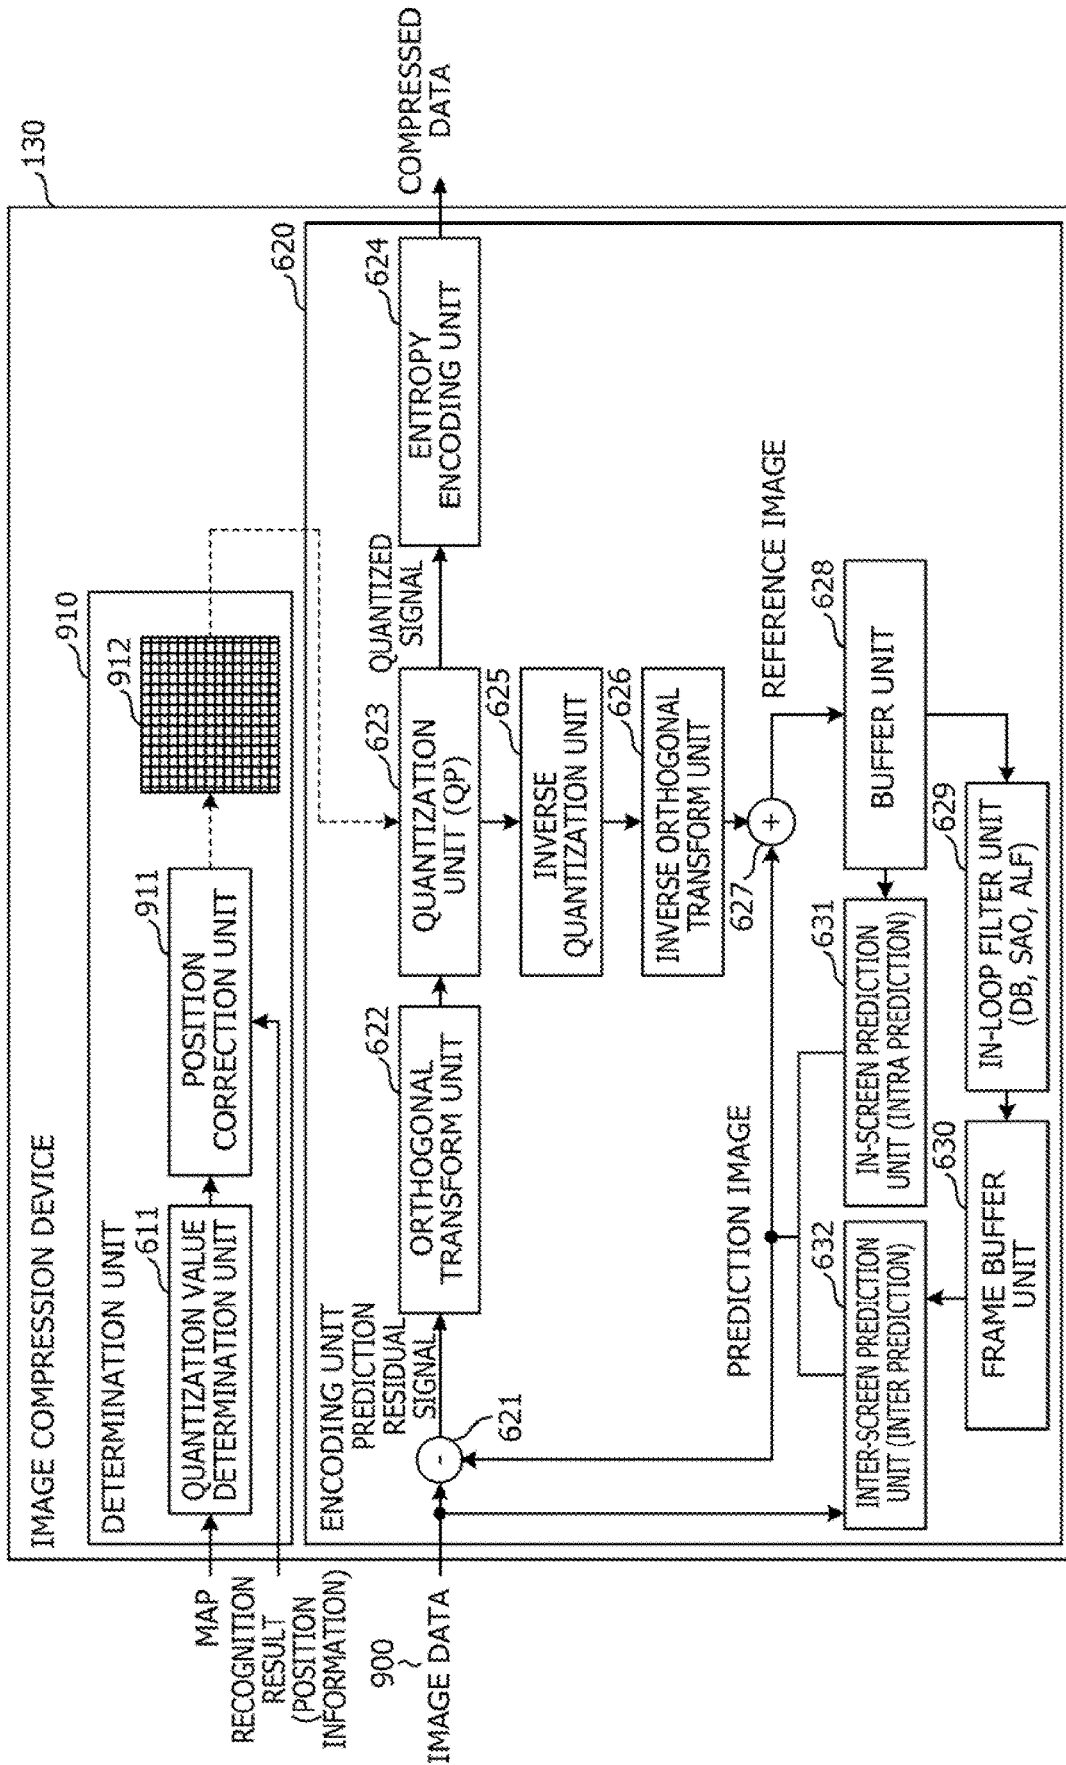 130
IMAGE COMPRESSION DEVICE
910
DETERMINATION UNIT
MAP
611
QUANTIZATION VALUE
DETERMINATION UNIT
911
POSITION
CORRECTION UNIT
912
RECOGNITION
RESULT
(POSITION
INFORMATION)
620
ENCODING UNIT
900
IMAGE DATA
-
621
PREDICTION
RESIDUAL
SIGNAL
622
ORTHOGONAL
TRANSFORM UNIT
623
QUANTIZATION
UNIT (QP)
QUANTIZED
SIGNAL
624
ENTROPY
ENCODING UNIT
COMPRESSED
DATA
625
INVERSE
QUANTIZATION UNIT
626
INVERSE ORTHOGONAL
TRANSFORM UNIT
627
+
PREDICTION IMAGE
REFERENCE IMAGE
632
INTER-SCREEN PREDICTION
UNIT (INTER PREDICTION)
631
IN-SCREEN PREDICTION
UNIT (INTRA PREDICTION)
628
BUFFER UNIT
630
FRAME BUFFER
UNIT
629
IN-LOOP FILTER UNIT
(DB, SAO, ALF)